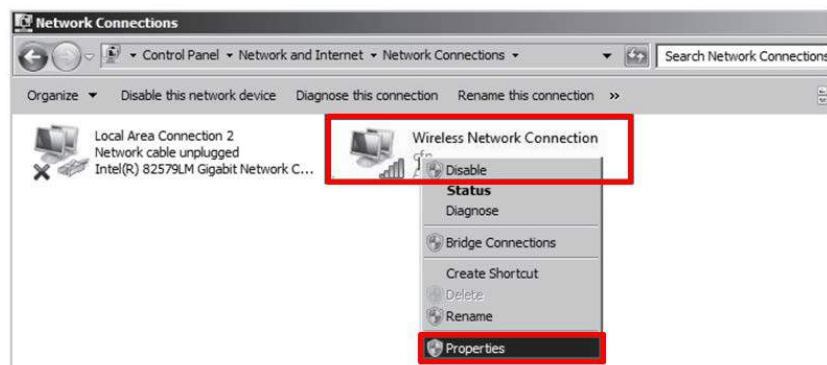 Network Connections
Control Panel Network and Internet Network Connections
Search Network Connections
Organize Disable this network device Diagnose this connection Rename this connection »
Local Area Connection 2
Network cable unplugged
Intel(R) 82579LM Gigabit Network C...
Wireless Network Connection
Disable
Status
Diagnose
Bridge Connections
Create Shortcut
Delete
Rename
Properties